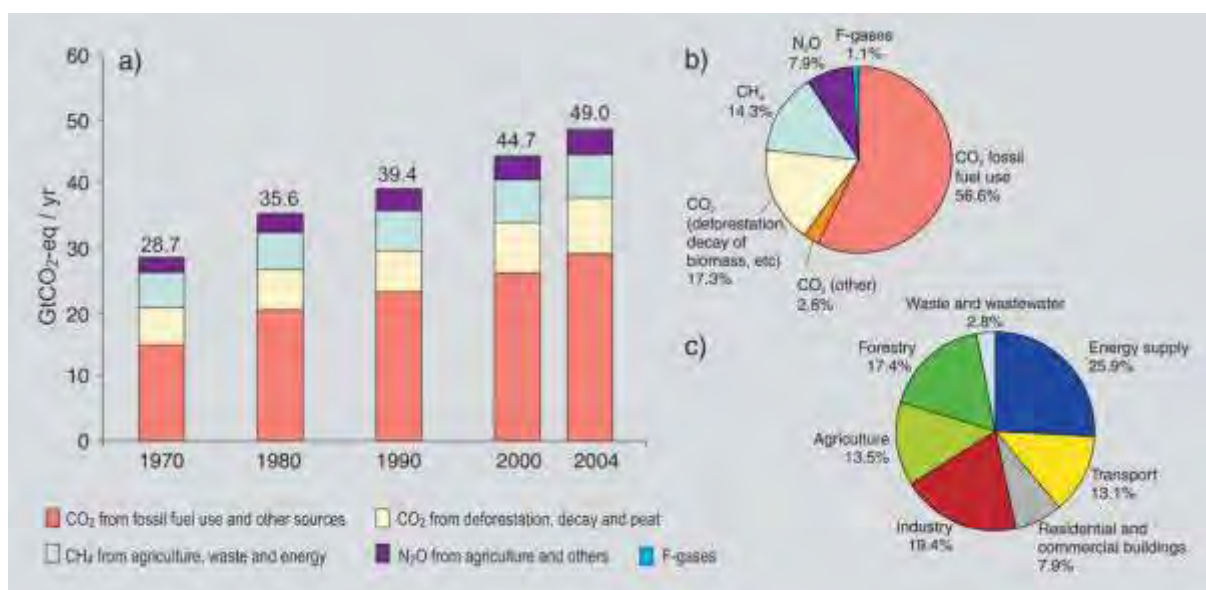 a)
60
50
40
30
20
10
0
GtCO₂-eq / yr
28.7
35.6
39.4
44.7
49.0
1970
1980
1990
2000
2004
CO₂ from fossil fuel use and other sources
CO₂ from deforestation, decay and peat
CH₄ from agriculture, waste and energy
N₂O from agriculture and others
F-gases
b)
F-gases
1.1%
N₂O
7.9%
CH₄
14.3%
CO₂ fossil
fuel use
56.6%
CO₂
(deforestation
decay of
biomass, etc)
17.3%
CO₂ (other)
2.8%
c)
Waste and wastewater
2.8%
Forestry
17.4%
Energy supply
25.9%
Agriculture
13.5%
Transport
13.1%
Industry
19.4%
Residential and
commercial buildings
7.9%